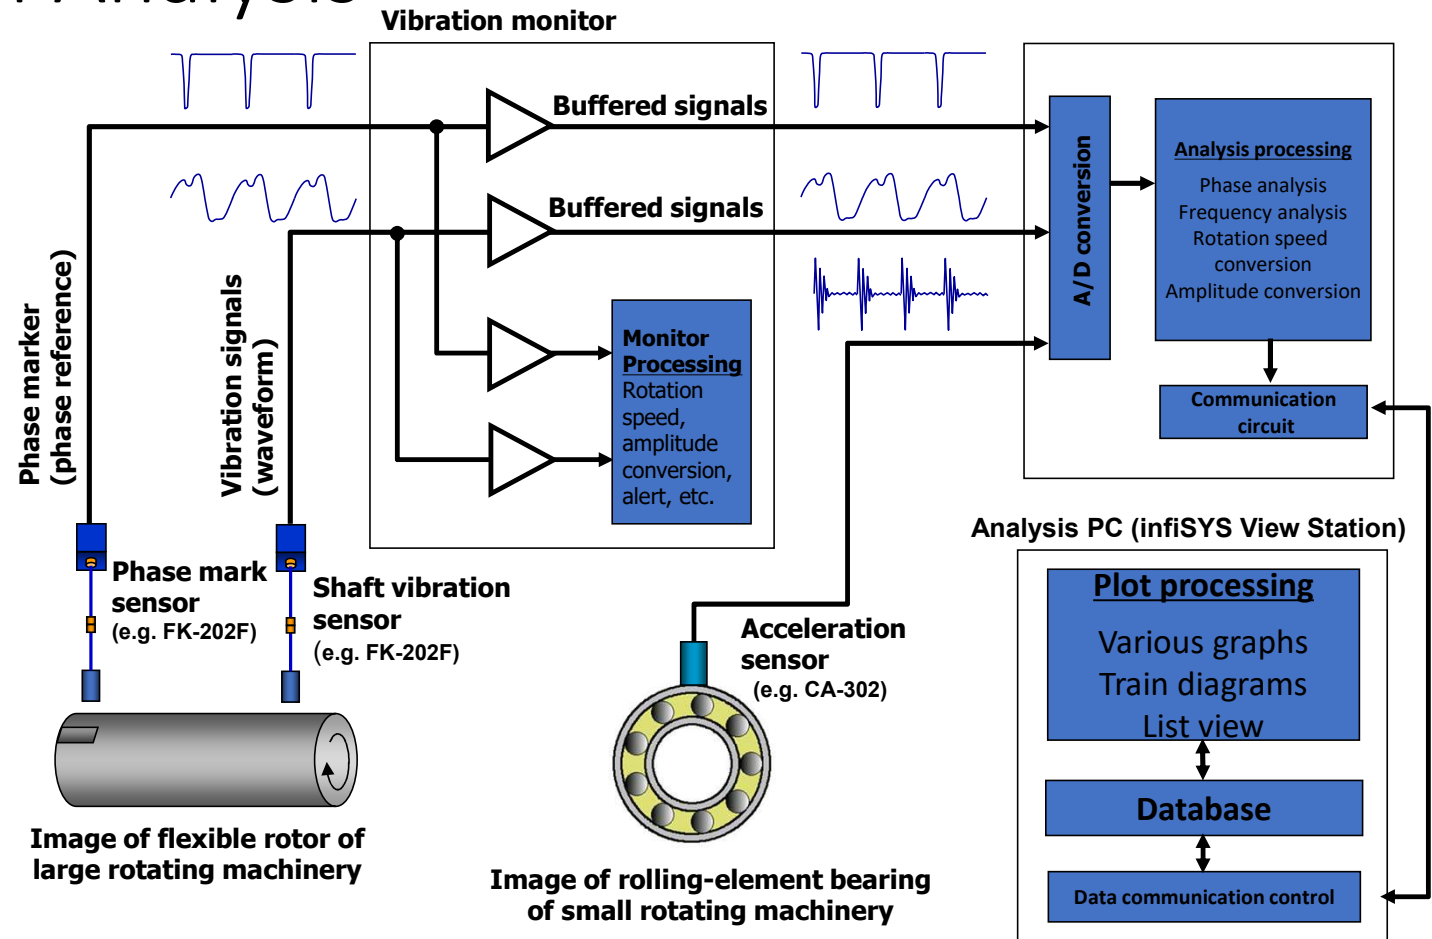 Analysis
Vibration monitor
Buffered signals
Buffered signals
Phase marker
(phase reference)
Vibration signals
(waveform)
Monitor
Processing
Rotation
speed,
amplitude
conversion,
alert, etc.
A/D conversion
Analysis processing
Phase analysis
Frequency analysis
Rotation speed
conversion
Amplitude conversion
Communication
circuit
Phase mark
sensor
(e.g. FK-202F)
Shaft vibration
sensor
(e.g. FK-202F)
Acceleration
sensor
(e.g. CA-302)
Image of flexible rotor of
large rotating machinery
Image of rolling-element bearing
of small rotating machinery
Analysis PC (infiSYS View Station)
Plot processing
Various graphs
Train diagrams
List view
Database
Data communication control